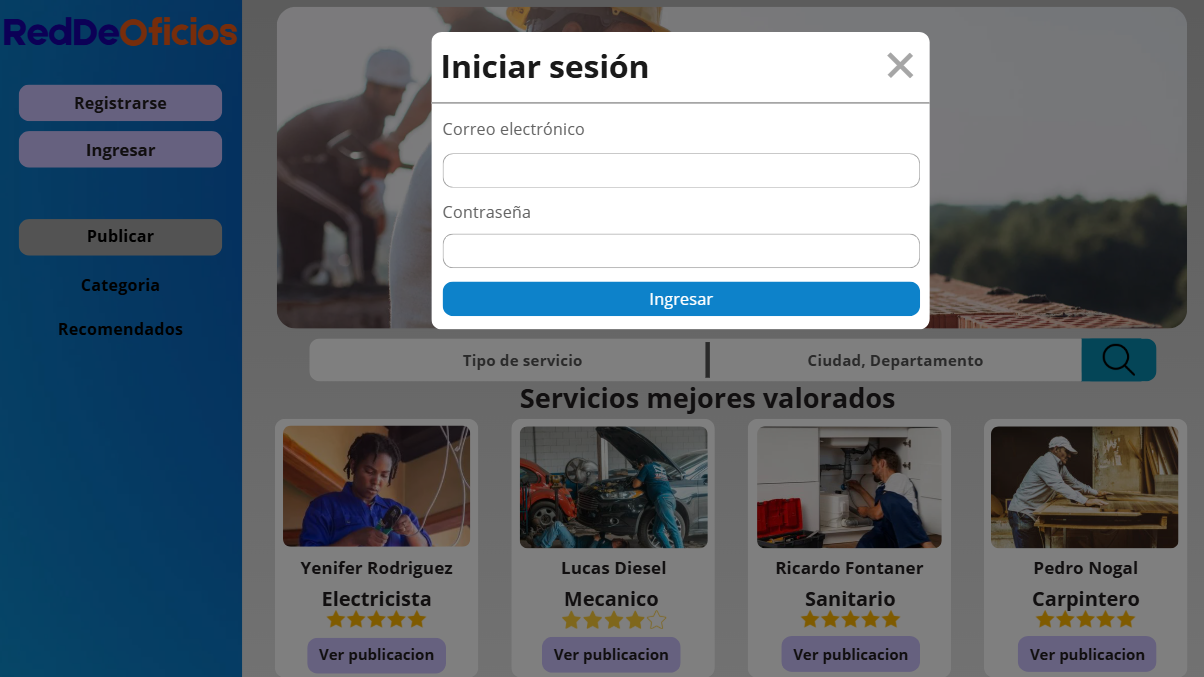 RedDeOficios
Registrarse
Ingresar
Publicar
Categoria
Recomendados
Iniciar sesión
Correo electrónico
Contraseña
Ingresar
Tipo de servicio
Ciudad, Departamento
Servicios mejores valorados
Yenifer Rodriguez
Electricista
Ver publicacion
Lucas Diesel
Mecanico
Ver publicacion
Ricardo Fontaner
Sanitario
Ver publicacion
Pedro Nogal
Carpintero
Ver publicacion